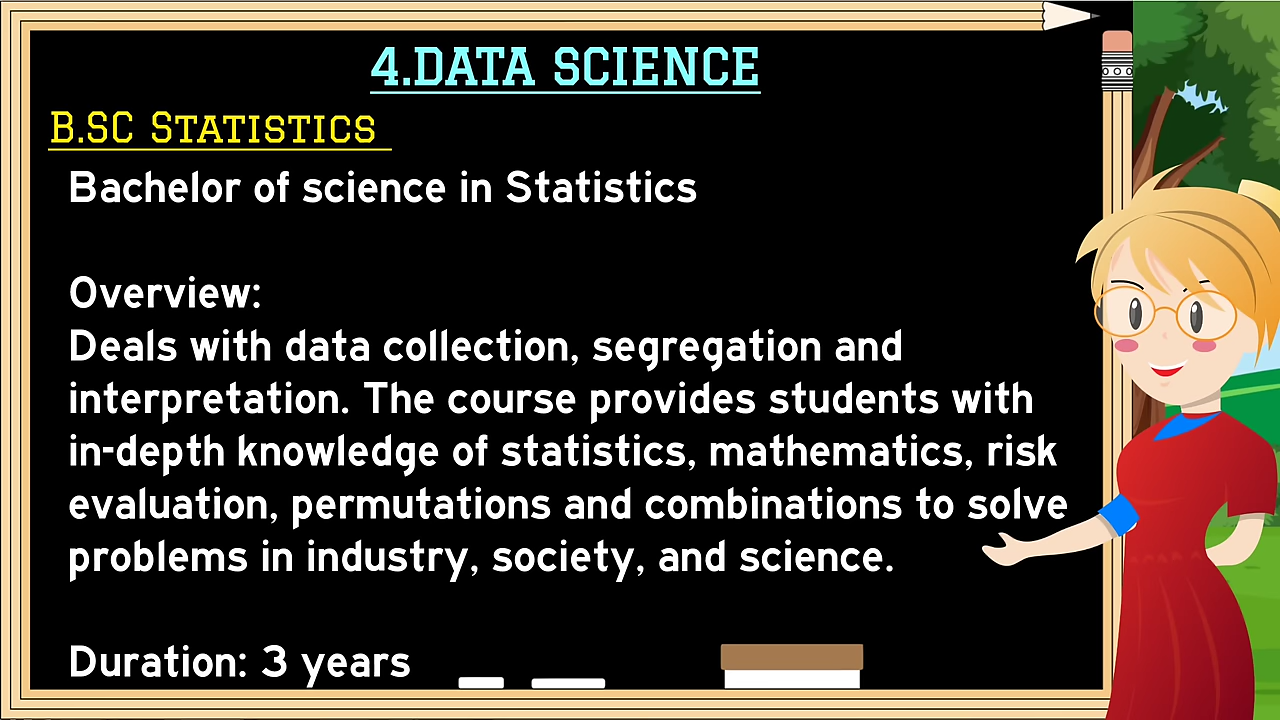 4.DATA SCIENCE
B.SC STATISTICS
Bachelor of science in Statistics
Overview:
Deals with data collection, segregation and
interpretation. The course provides students with
in-depth knowledge of statistics, mathematics, risk
evaluation, permutations and combinations to solve
problems in industry, society, and science.
Duration: 3 years